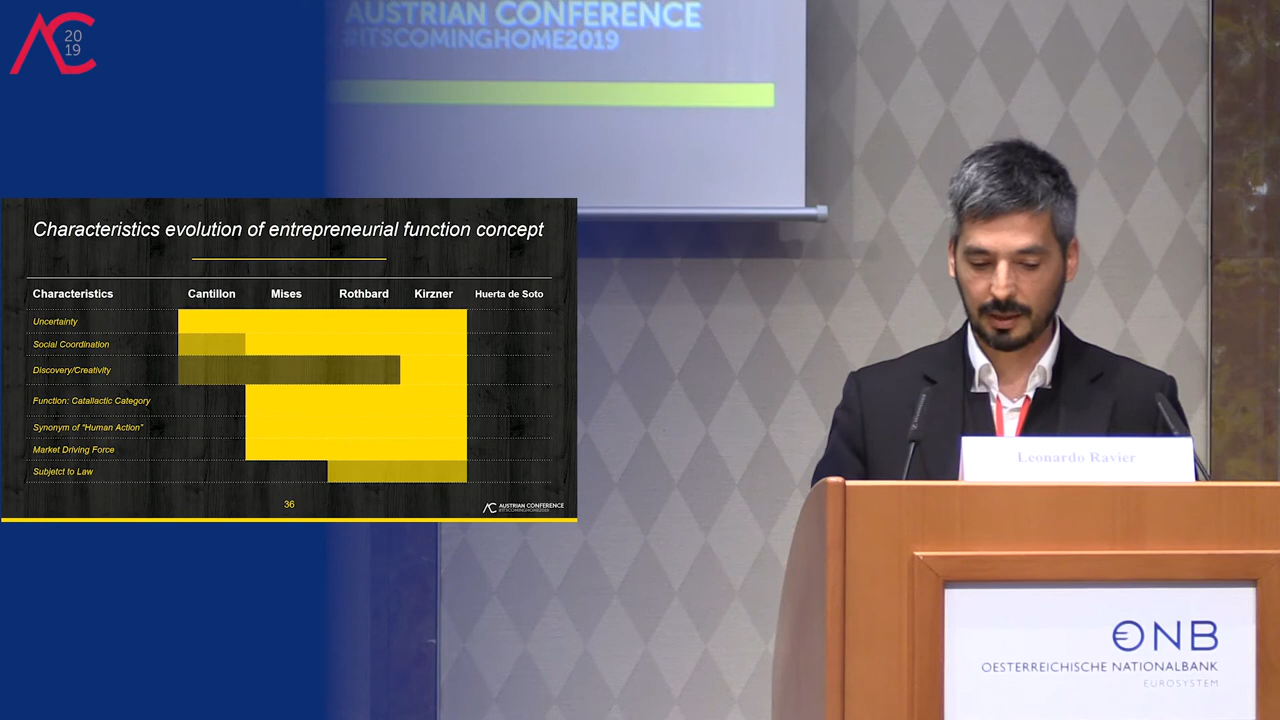 AC
20
19
AUSTRIAN CONFERENCE
#ITSCOMINGHOME2019
Characteristics evolution of entrepreneurial function concept
Characteristics Cantillon Mises Rothbard Kirzner Huerta de Soto
Uncertainty
Social Coordination
Discovery/Creativity
Function: Catallactic Category
Synonym of "Human Action"
Market Driving Force
Subjetct to Law
36
AC AUSTRIAN CONFERENCE
#ITSCOMINGHOME2019
Leonardo Ravier
ONB
OESTERREICHISCHE NATIONALBANK
EUROSYSTEM